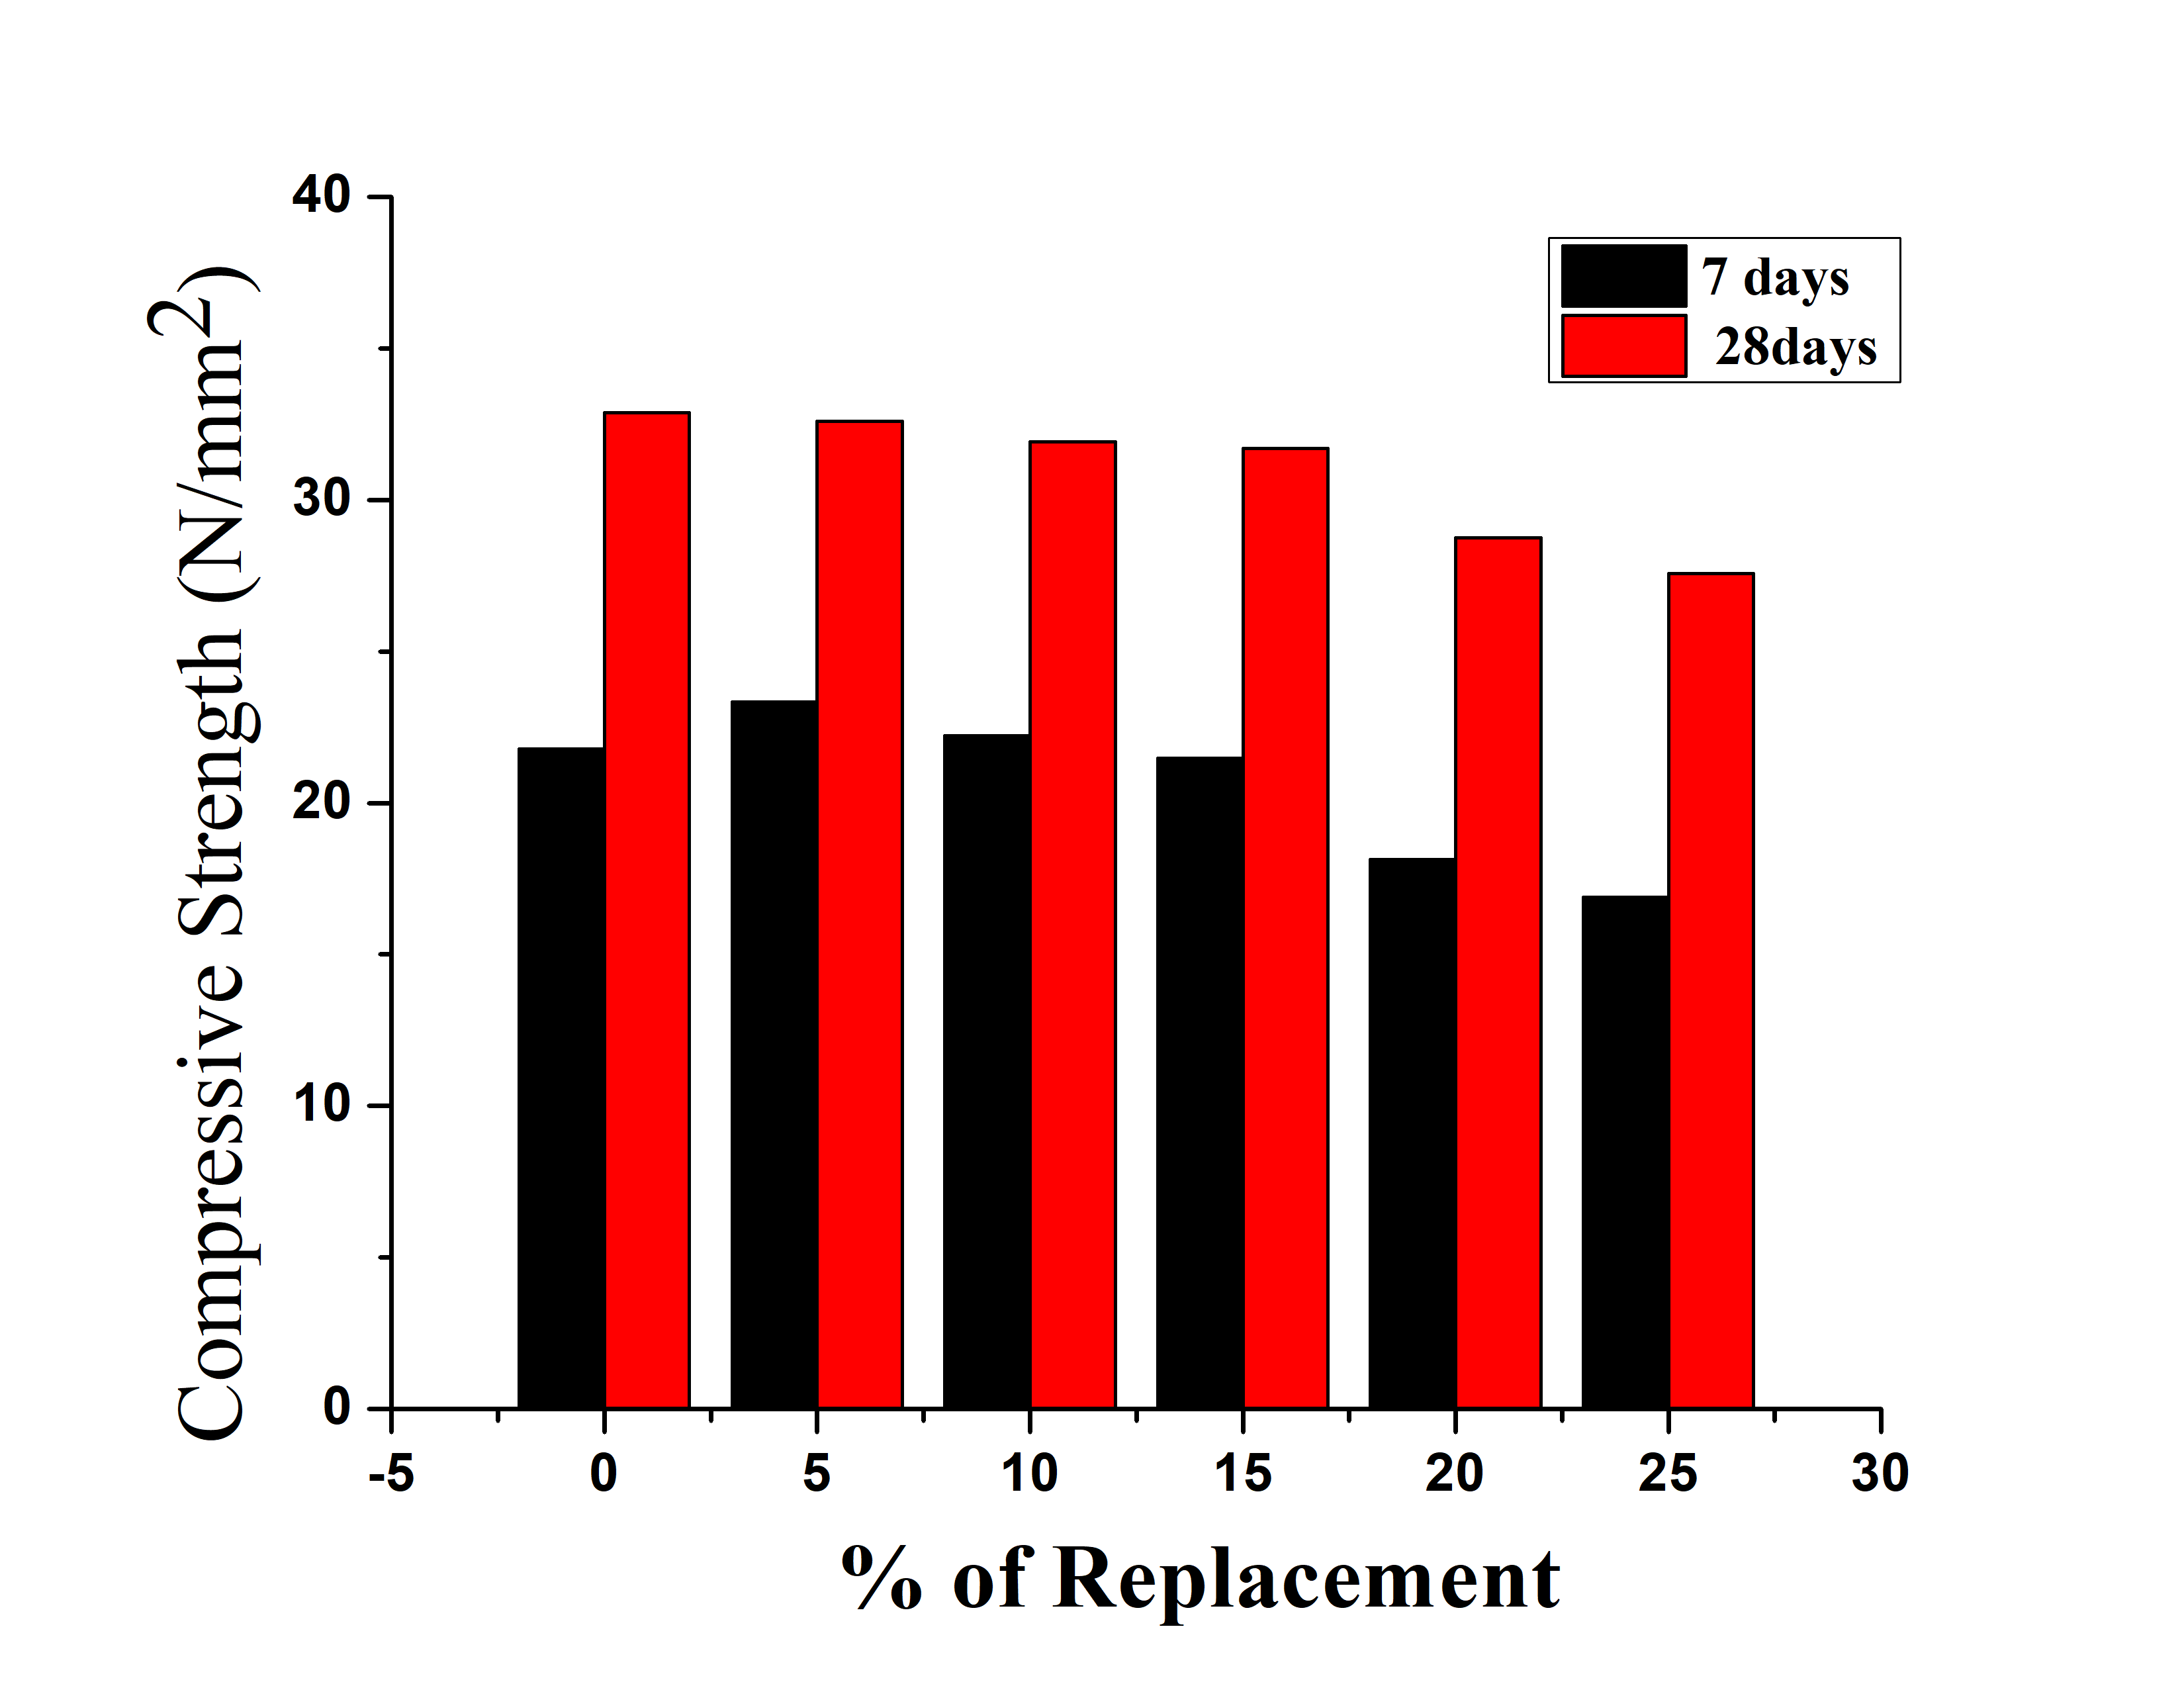 40
30
20
10
0
Compressive Strength (N/mm²)
7 days
28days
-5 0 5 10 15 20 25 30
% of Replacement